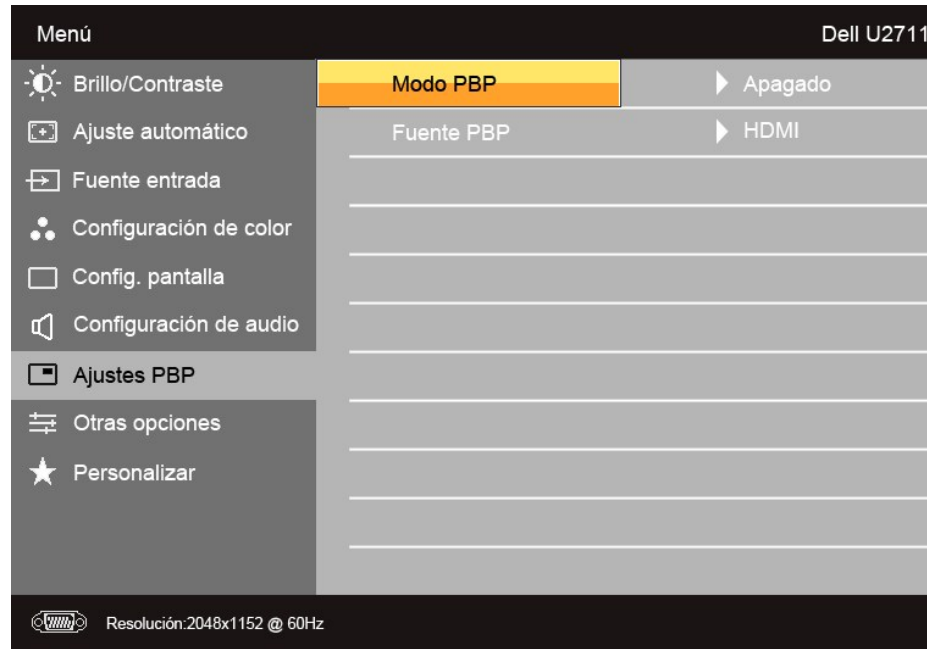 Menú Dell U2711
Brillo/Contraste Modo PBP Apagado
Ajuste automático Fuente PBP HDMI
Fuente entrada
Configuración de color
Config. pantalla
Configuración de audio
Ajustes PBP
Otras opciones
Personalizar
Resolución:2048x1152 @ 60Hz